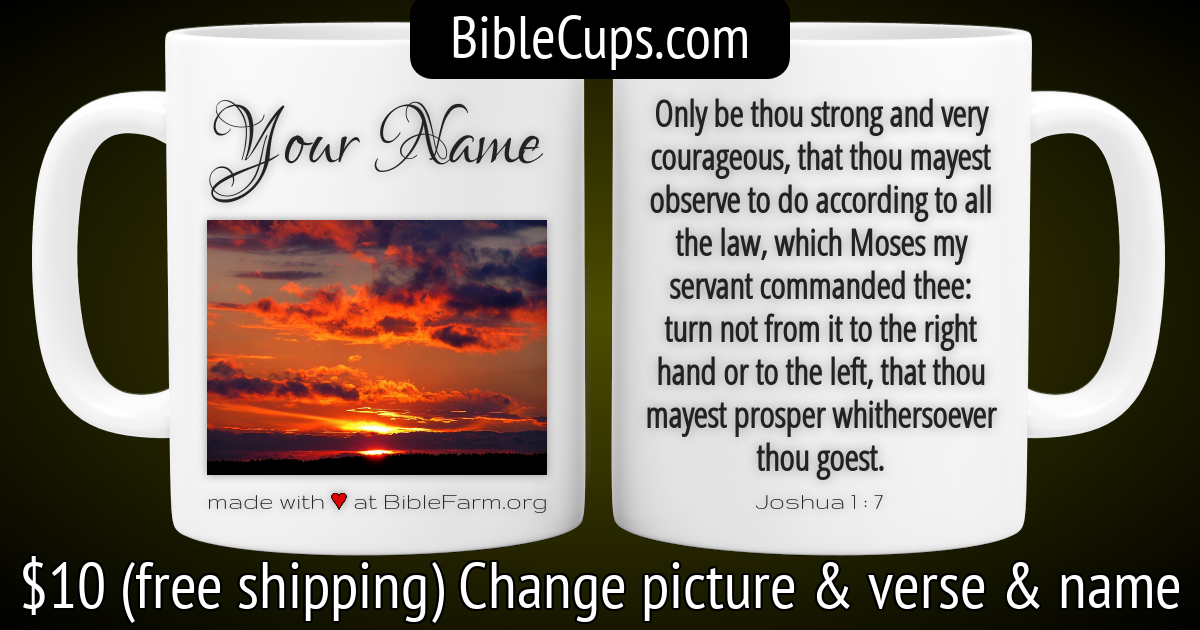 BibleCups.com
Your Name
made with ♥ at BibleFarm.org
Only be thou strong and very
courageous, that thou mayest
observe to do according to all
the law, which Moses my
servant commanded thee:
turn not from it to the right
hand or to the left, that thou
mayest prosper whithersoever
thou goest.
Joshua 1 : 7
$10 (free shipping) Change picture & verse & name